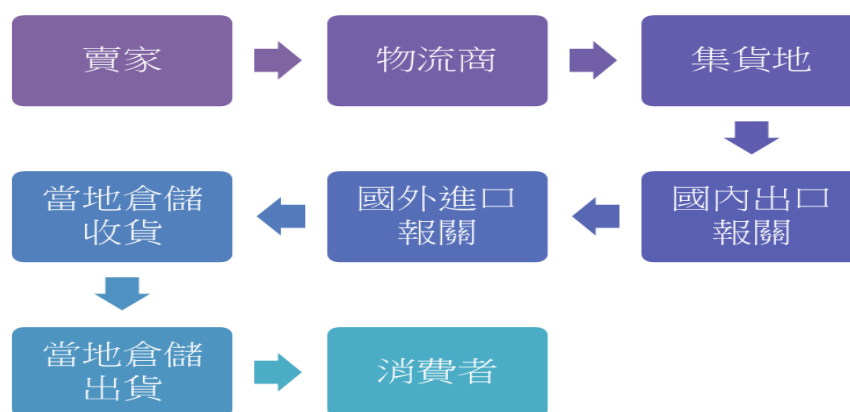 賣家
物流商
集貨地
國內出口
報關
國外進口
報關
當地倉儲
收貨
當地倉儲
出貨
消費者